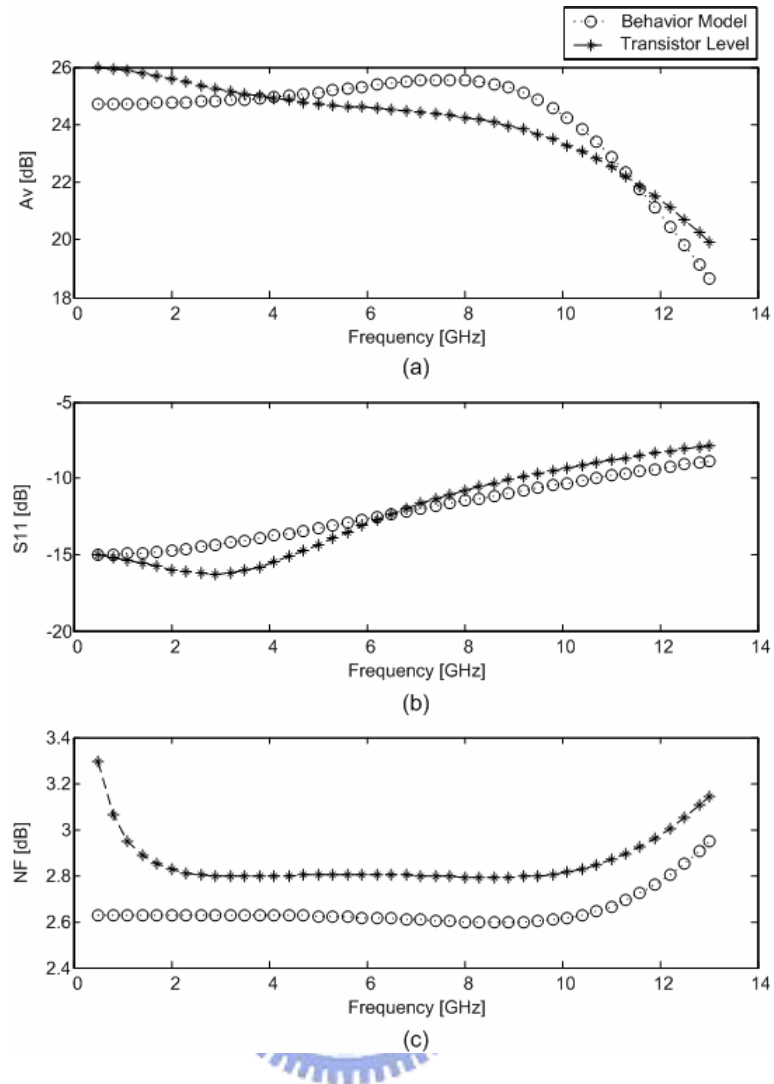 Behavior Model
Transistor Level
26
24
22
20
18
Av [dB]
0 2 4 6 8 10 12 14
Frequency [GHz]
(a)
-5
-10
-15
-20
S11 [dB]
0 2 4 6 8 10 12 14
Frequency [GHz]
(b)
3.4
3.2
3
2.8
2.6
2.4
NF [dB]
0 2 4 6 8 10 12 14
Frequency [GHz]
(c)